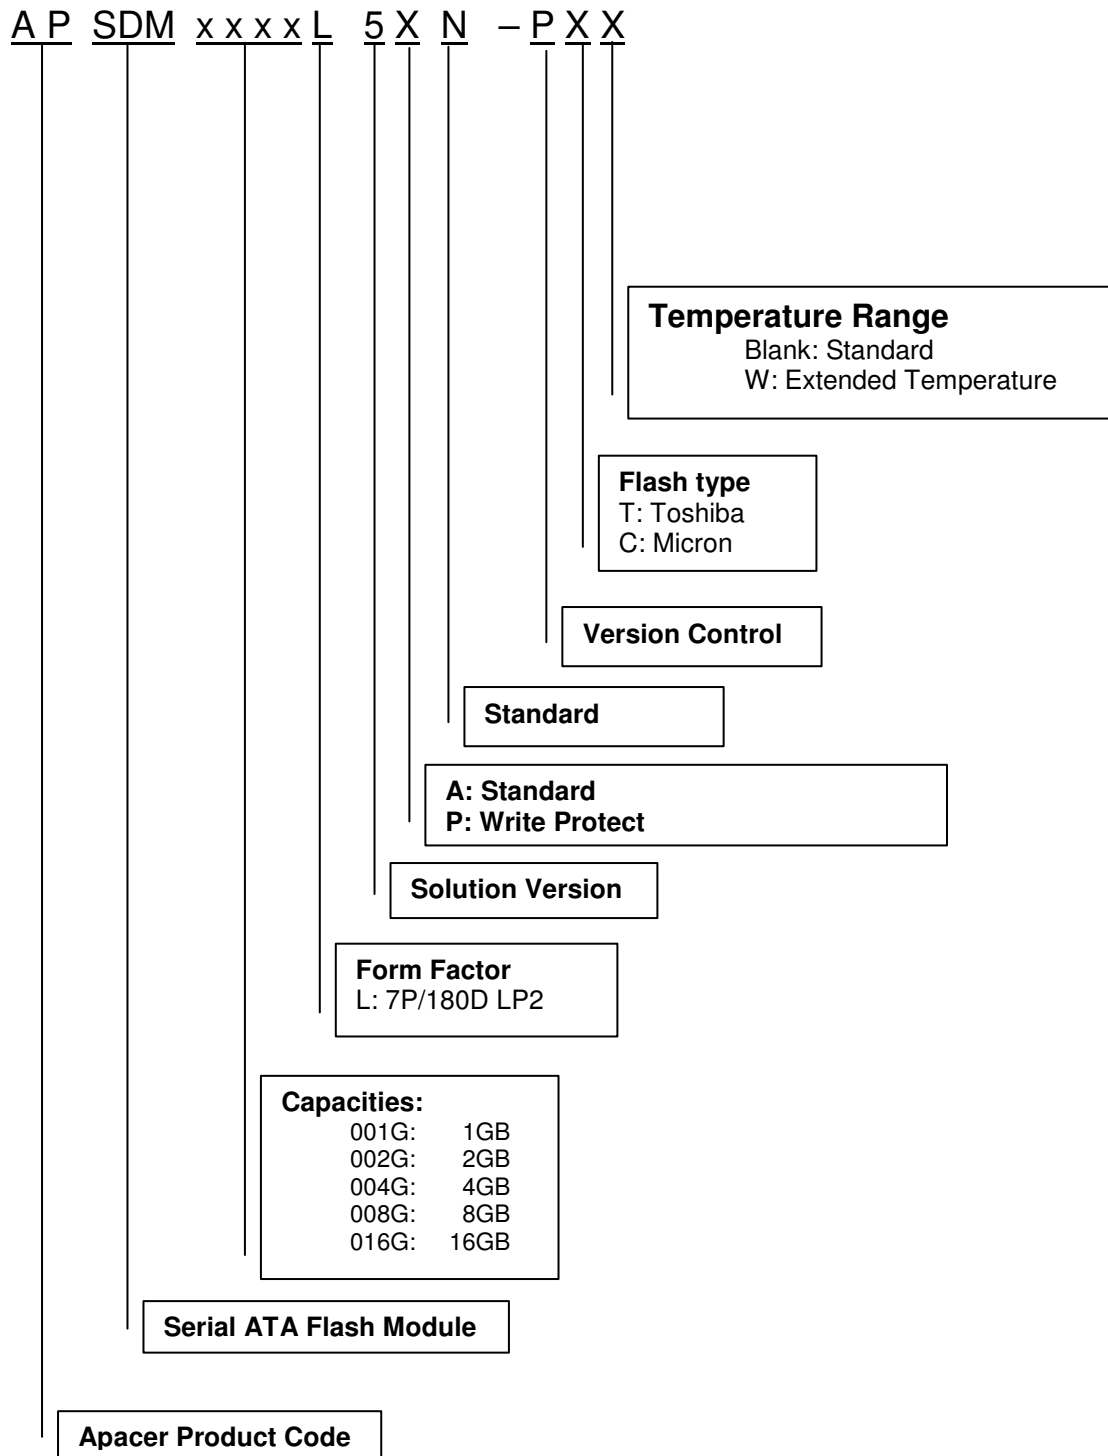 A P SDM x x x x L 5 X N – P X X
Temperature Range
Blank: Standard
W: Extended Temperature
Flash type
T: Toshiba
C: Micron
Version Control
Standard
A: Standard
P: Write Protect
Solution Version
Form Factor
L: 7P/180D LP2
Capacities:
001G: 1GB
002G: 2GB
004G: 4GB
008G: 8GB
016G: 16GB
Serial ATA Flash Module
Apacer Product Code